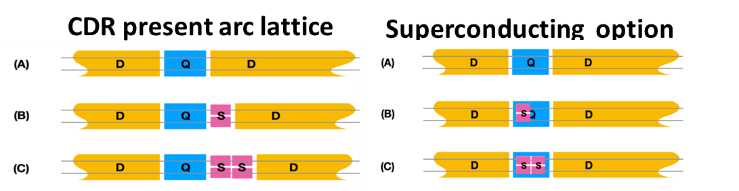 CDR present arc lattice
(A) D Q D
(B) D Q S D
(C) D Q S S D
Superconducting option
(A) D Q D
(B) D S Q D
(C) D S S D